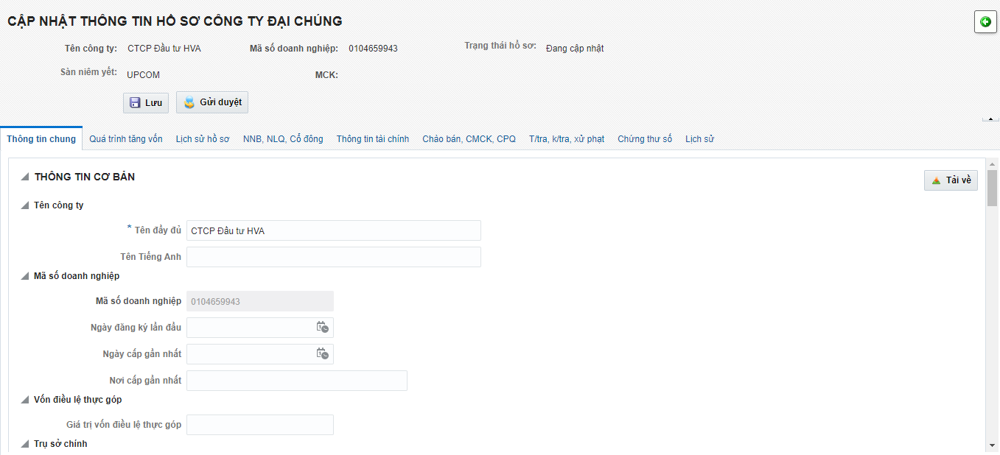 CẬP NHẬT THÔNG TIN HỒ SƠ CÔNG TY ĐẠI CHÚNG
Tên công ty: CTCP Đầu tư HVA Mã số doanh nghiệp: 0104659943 Trạng thái hồ sơ: Đang cập nhật
Sàn niêm yết: UPCOM MCK:
Lưu Gửi duyệt
Thông tin chung Quá trình tăng vốn Lịch sử hồ sơ NNB, NLQ, Cổ đông Thông tin tài chính Chào bán, CMCK, CPQ T/tra, k/tra, xử phạt Chứng thư số Lịch sử
THÔNG TIN CƠ BẢN Tải về
Tên công ty
* Tên đầy đủ CTCP Đầu tư HVA
Tên Tiếng Anh
Mã số doanh nghiệp
Mã số doanh nghiệp 0104659943
Ngày đăng ký lần đầu
Ngày cấp gần nhất
Nơi cấp gần nhất
Vốn điều lệ thực góp
Giá trị vốn điều lệ thực góp
Trụ sở chính